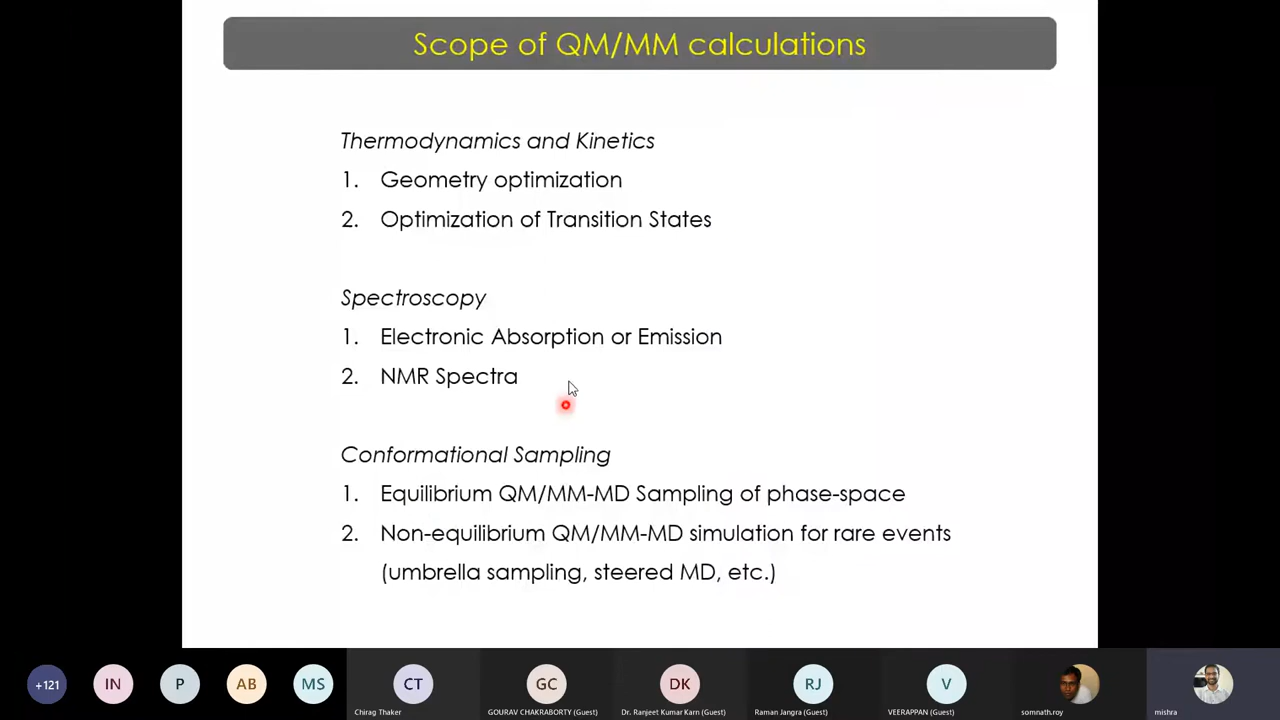 Scope of QM/MM calculations
Thermodynamics and Kinetics
1. Geometry optimization
2. Optimization of Transition States
Spectroscopy
1. Electronic Absorption or Emission
2. NMR Spectra
Conformational Sampling
1. Equilibrium QM/MM-MD Sampling of phase-space
2. Non-equilibrium QM/MM-MD simulation for rare events
(umbrella sampling, steered MD, etc.)
+121 IN P AB MS CT GC DK RJ V
Chirag Thaker GOURAV CHAKRABORTY (Guest) Dr. Ranjeet Kumar Karn (Guest) Raman Jangra (Guest) VEERAPPAN (Guest) somnath.roy mishra